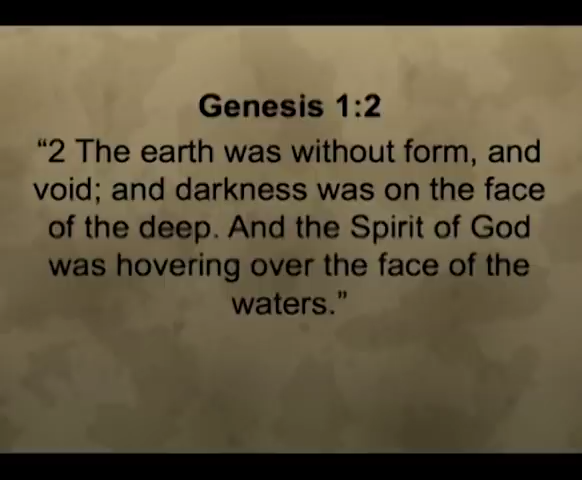 Genesis 1:2
“2 The earth was without form, and
void; and darkness was on the face
of the deep. And the Spirit of God
was hovering over the face of the
waters.”